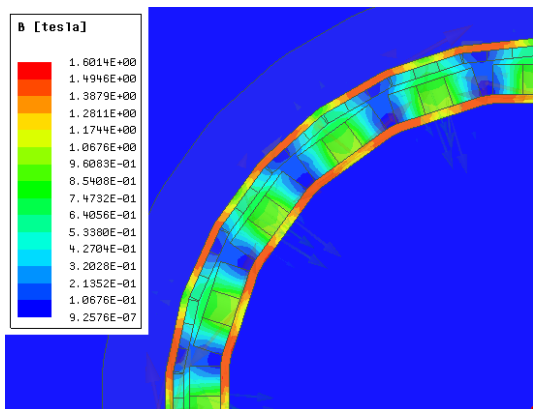 B [tesla]
1.6014E+00
1.4946E+00
1.3879E+00
1.2811E+00
1.1744E+00
1.0676E+00
9.6083E-01
8.5408E-01
7.4732E-01
6.4056E-01
5.3380E-01
4.2704E-01
3.2028E-01
2.1352E-01
1.0676E-01
9.2576E-07